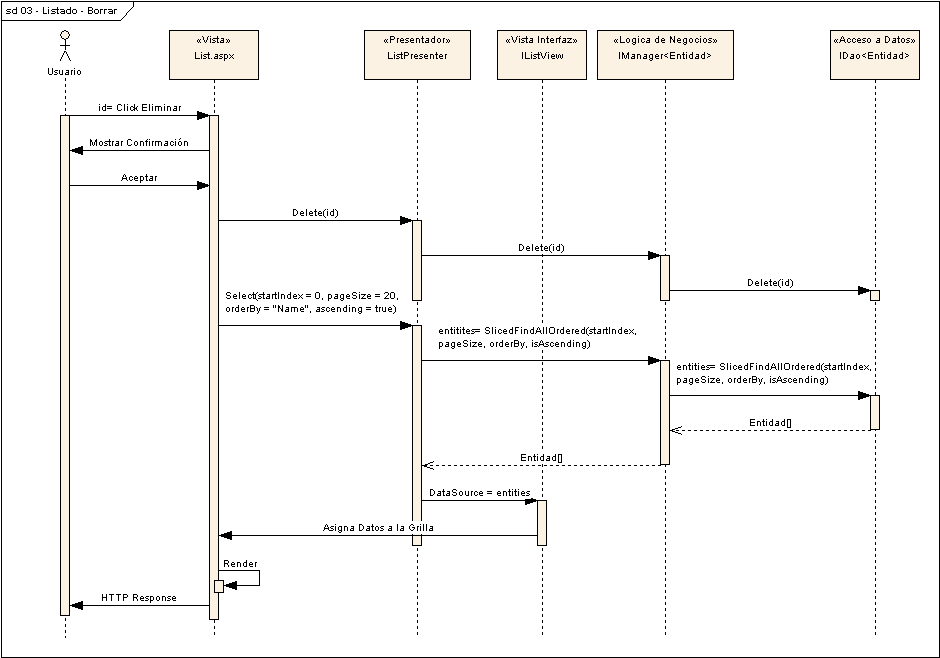 sd 03 - Listado - Borrar
Usuario
«Vista»
List.aspx
«Presentador»
ListPresenter
«Vista Interfaz»
IListView
«Logica de Negocios»
IManager<Entidad>
«Acceso a Datos»
IDao<Entidad>
id= Click Eliminar
Mostrar Confirmación
Aceptar
Delete(id)
Delete(id)
Delete(id)
Select(startIndex = 0, pageSize = 20,
orderBy = "Name", ascending = true)
entitites= SlicedFindAllOrdered(startIndex,
pageSize, orderBy, isAscending)
entities= SlicedFindAllOrdered(startIndex,
pageSize, orderBy, isAscending)
Entidad[]
Entidad[]
DataSource = entities
Asigna Datos a la Grilla
Render
HTTP Response